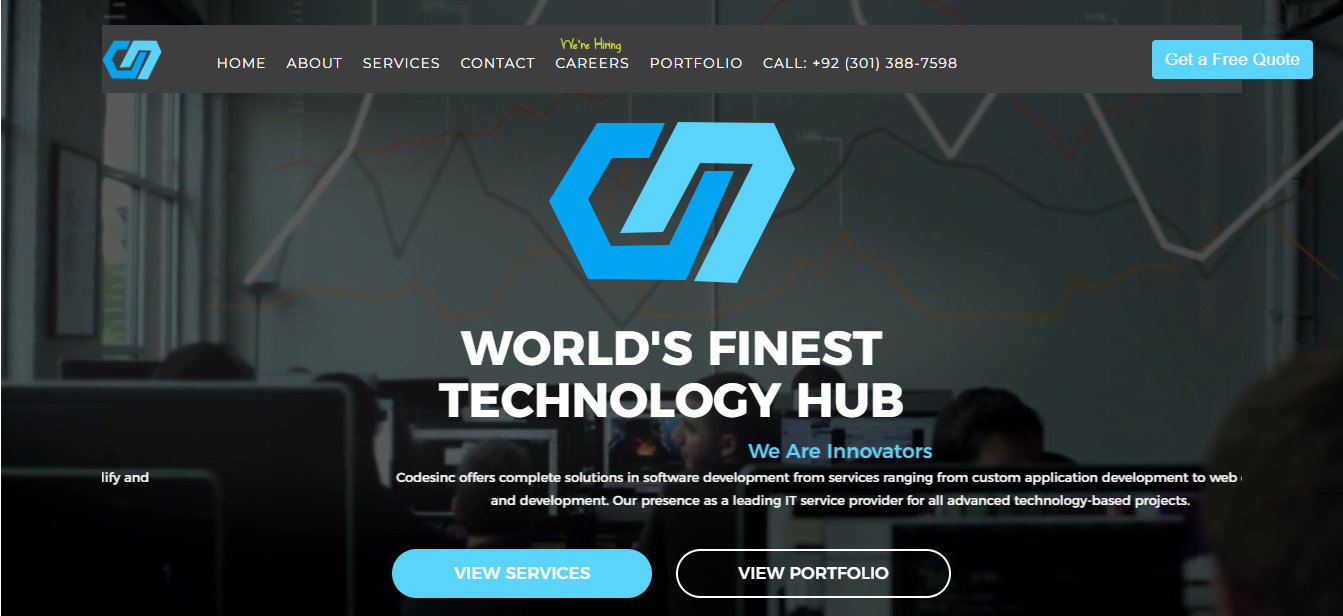 We're Hiring
HOME ABOUT SERVICES CONTACT CAREERS PORTFOLIO CALL: +92 (301) 388-7598
Get a Free Quote
WORLD'S FINEST
TECHNOLOGY HUB
We Are Innovators
lify and
Codesinc offers complete solutions in software development from services ranging from custom application development to web
and development. Our presence as a leading IT service provider for all advanced technology-based projects.
VIEW SERVICES
VIEW PORTFOLIO